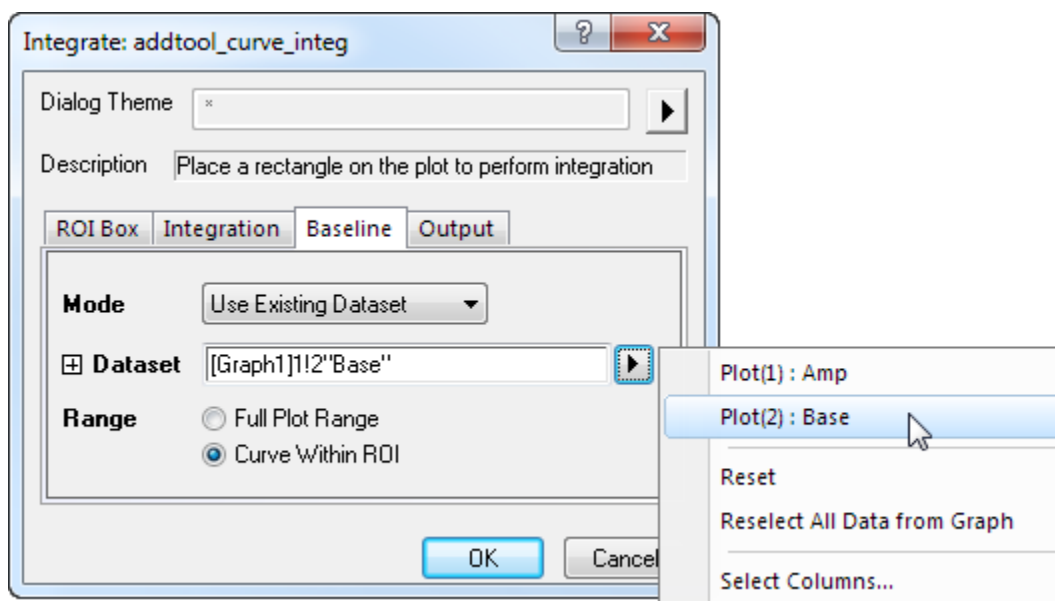 Integrate: addtool_curve_integ
Dialog Theme *
Description Place a rectangle on the plot to perform integration
ROI Box Integration Baseline Output
Mode Use Existing Dataset
Dataset [Graph1]1!2"Base"
Range Full Plot Range
Curve Within ROI
OK Cancel
Plot(1) : Amp
Plot(2) : Base
Reset
Reselect All Data from Graph
Select Columns...